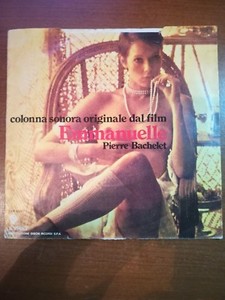 colonna sonora originale dal film
Emmanuelle
Pierre Bachelet